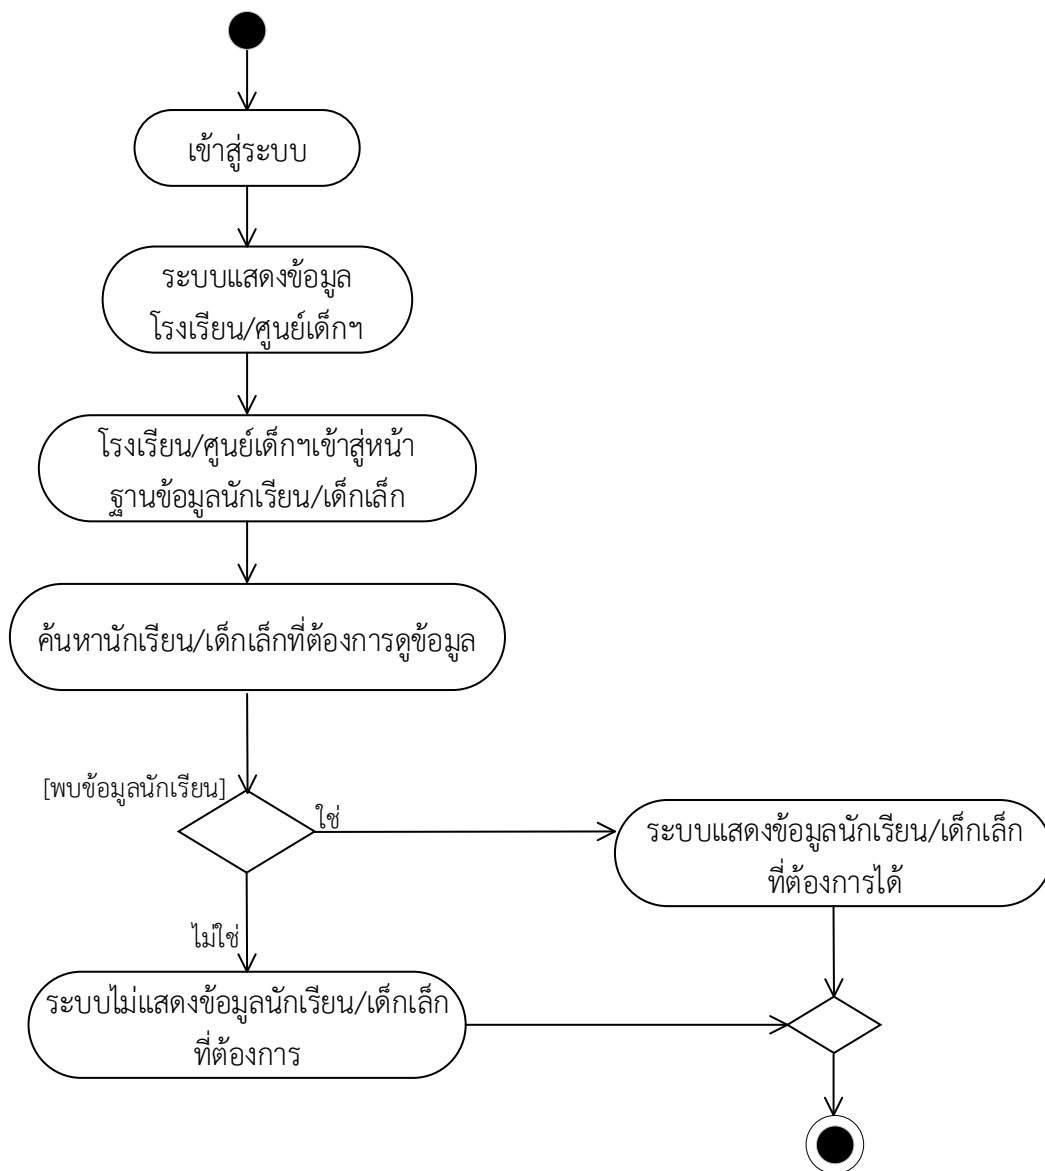 เข้าสู่ระบบ
ระบบแสดงข้อมูล
โรงเรียน/ศูนย์เด็กฯ
โรงเรียน/ศูนย์เด็กฯเข้าสู่หน้า
ฐานข้อมูลนักเรียน/เด็กเล็ก
ค้นหานักเรียน/เด็กเล็กที่ต้องการดูข้อมูล
[พบข้อมูลนักเรียน]
ใช่
ระบบแสดงข้อมูลนักเรียน/เด็กเล็ก
ที่ต้องการได้
ไม่ใช่
ระบบไม่แสดงข้อมูลนักเรียน/เด็กเล็ก
ที่ต้องการ